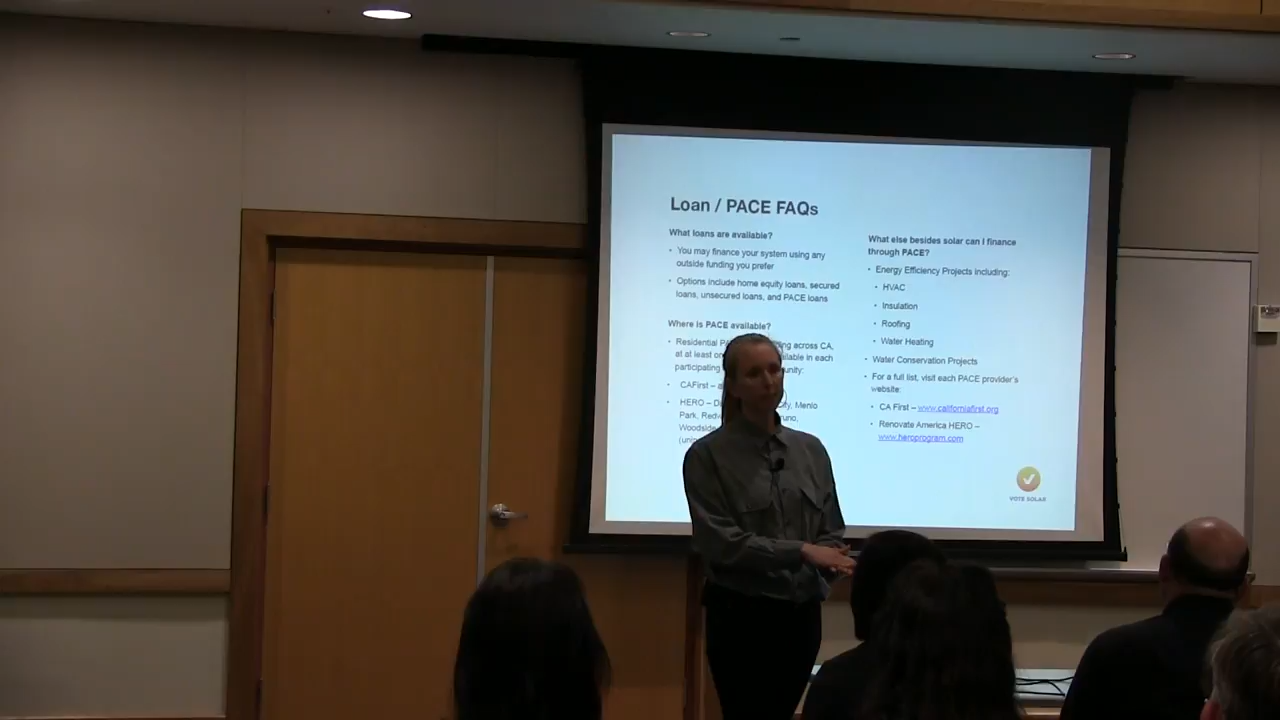 Loan / PACE FAQs
What loans are available?
• You may finance your system using any
outside funding you prefer
• Options include home equity loans, secured
loans, unsecured loans, and PACE loans
Where is PACE available?
• Residential
across CA,
at at least
in each
participating
• CAFirst –
• HERO –
City, Menlo
Park,
Woodside
What else besides solar can I finance
through PACE?
• Energy Efficiency Projects including:
• HVAC
• Insulation
• Roofing
• Water Heating
• Water Conservation Projects
• For a full list, visit each PACE provider's
website:
• CA First – www.californiafirst.org
• Renovate America HERO –
www.heroprogram.com
VOTE SOLAR